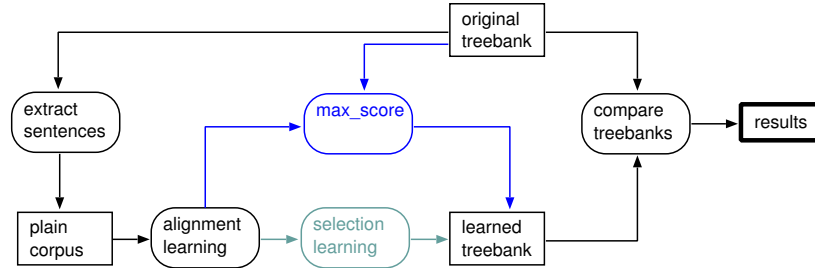 original
treebank
extract
sentences
max_score
compare
treebanks
results
plain
corpus
alignment
learning
selection
learning
learned
treebank